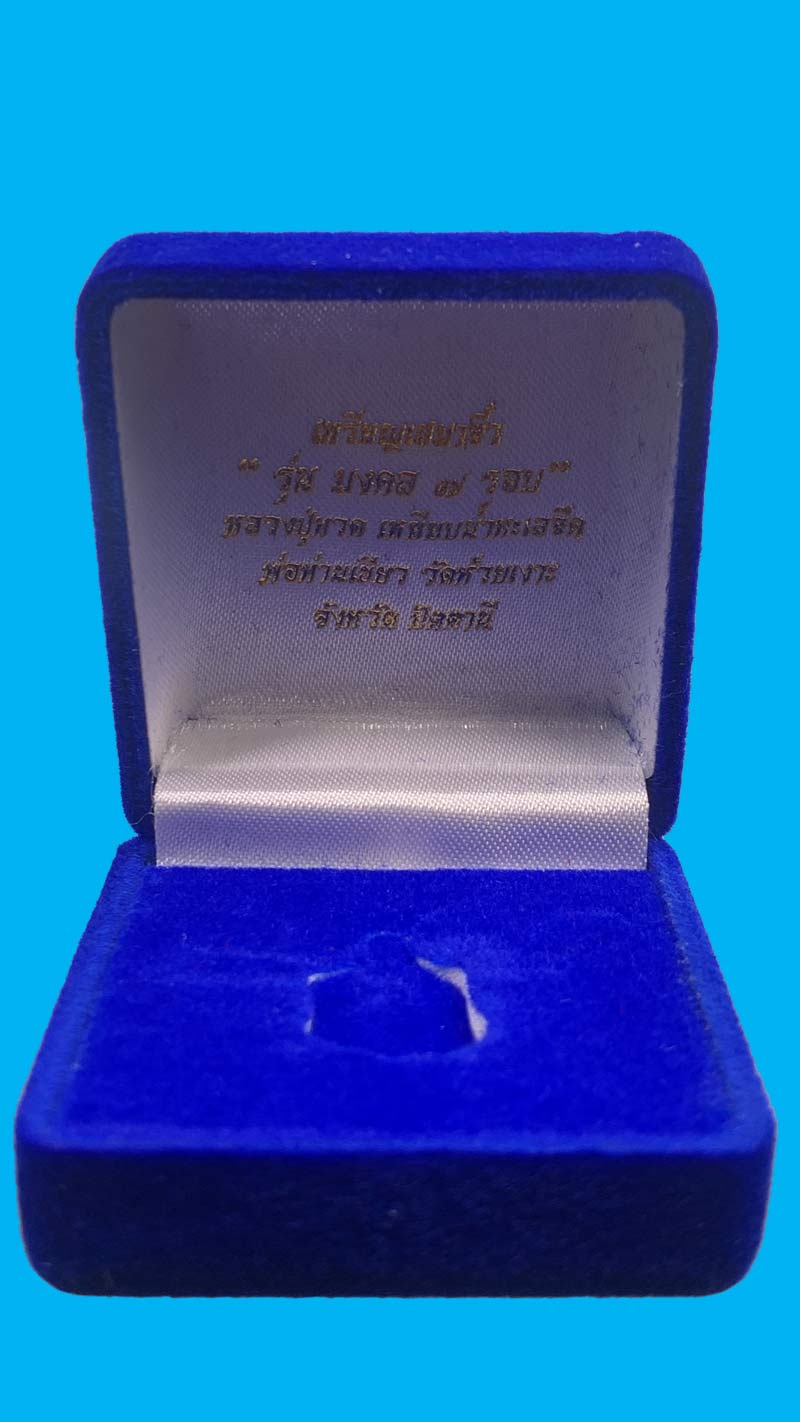 เหรียญเสมาจิ๋ว
“ รุ่น มงคล ๗ รอบ”
หลวงปู่ทวด เหยียบน้ำทะเลจืด
พ่อท่านเขียว วัดห้วยเงาะ
จังหวัด ปัตตานี